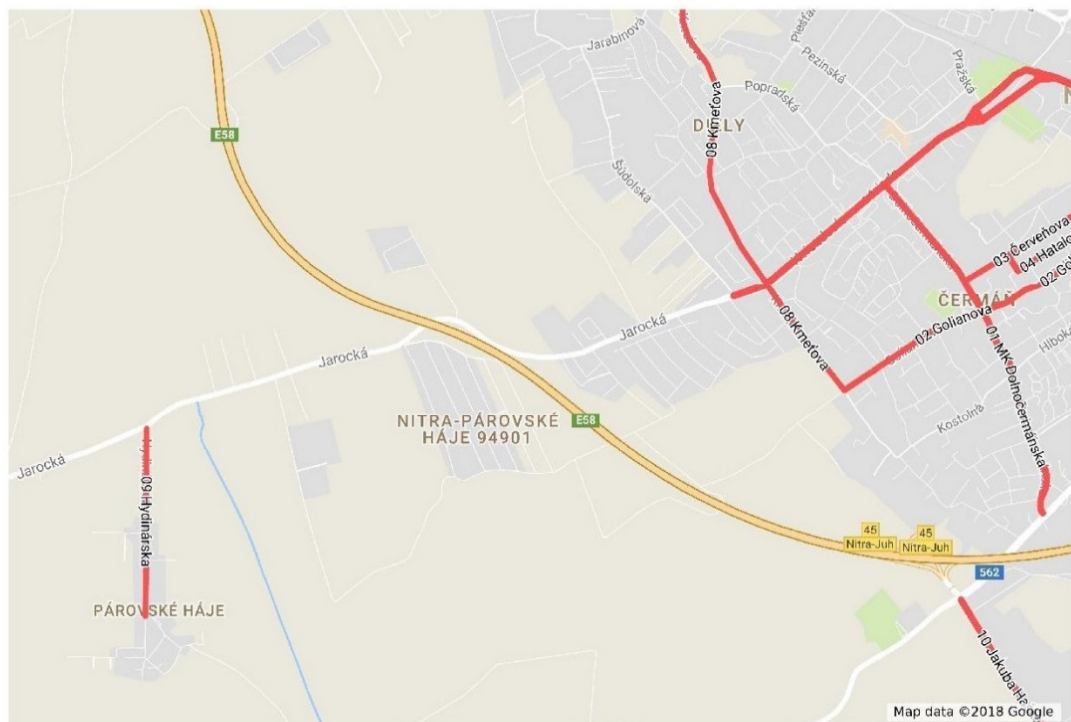 Jarabinová
Piešťa
Pezinská
Pražská
Popradská
DIELY
08 Kmeťova
E58
Šúdolská
03 Červeňova
04 Hatalo
02 Gol
ČERMÁŇ
08 Kmeťova
02 Golianova
01 MK Dolnočermánska
Hlboká
Kostolná
Jarocká
Jarocká
E58
NITRA-PÁROVSKÉ
HÁJE 94901
Jarocká
09 Hydinárska
45
Nitra-Juh
45
Nitra-Juh
562
PÁROVSKÉ HÁJE
10 Jakuba Ha
Map data ©2018 Google